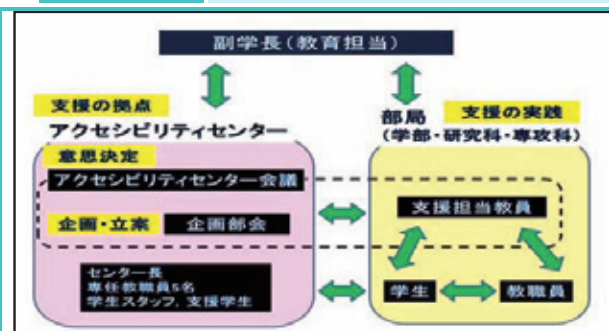 副学長(教育担当)
支援の拠点
アクセシビリティセンター
意思決定
アクセシビリティセンター会議
企画・立案 企画部会
センター長
専任教職員5名
学生スタッフ,支援学生
部局 支援の実践
(学部・研究科・専攻科)
支援担当教員
学生 教職員